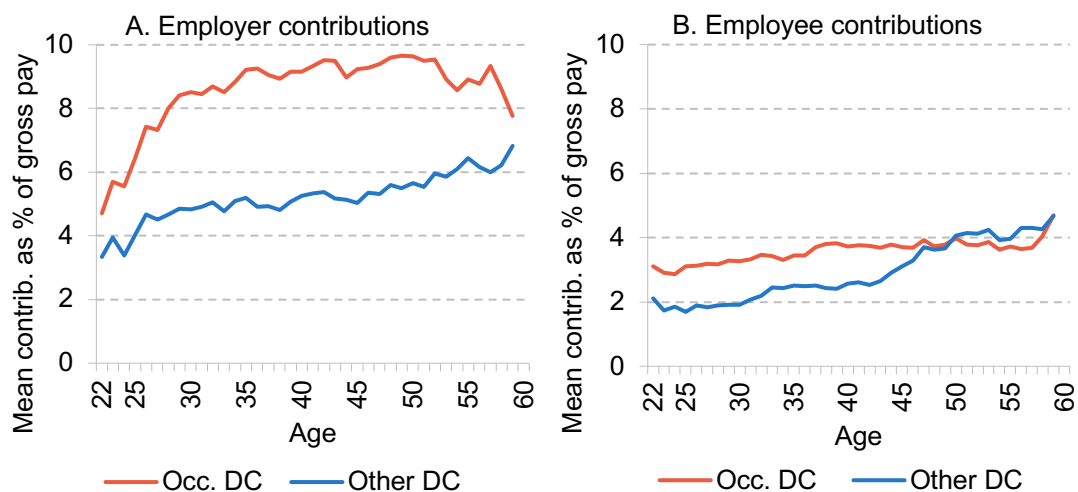 A. Employer contributions
Mean contrib. as % of gross pay
10
8
6
4
2
0
22 25 30 35 40 45 50 55 60
Age
Occ. DC Other DC
B. Employee contributions
Mean contrib. as % of gross pay
10
8
6
4
2
0
22 25 30 35 40 45 50 55 60
Age
Occ. DC Other DC